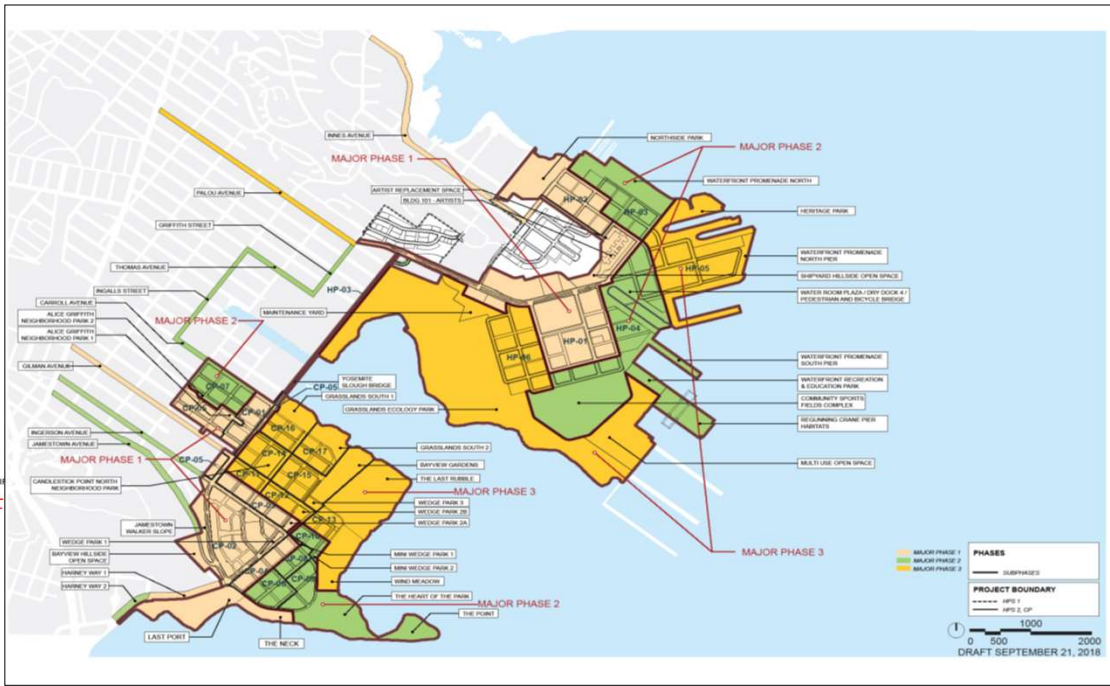 INNES AVENUE
NORTHSIDE PARK
MAJOR PHASE 1
MAJOR PHASE 2
ARTIST REPLACEMENT SPACE
BLDG 101 - ARTISTS
WATERFRONT PROMENADE NORTH
PALOU AVENUE
HP-02
HP-03
HERITAGE PARK
GRIFFITH STREET
WATERFRONT PROMENADE
NORTH PIER
THOMAS AVENUE
HP-05
SHIPYARD HILLSIDE OPEN SPACE
INGALLS STREET
HP-03
WATER ROOM PLAZA / DRY DOCK 4 /
PEDESTRIAN AND BICYCLE BRIDGE
CARROLL AVENUE
MAINTENANCE YARD
ALICE GRIFFITH
NEIGHBORHOOD PARK 2
MAJOR PHASE 2
HP-04
ALICE GRIFFITH
NEIGHBORHOOD PARK 1
HP-01
HP-06
WATERFRONT PROMENADE
SOUTH PIER
GILMAN AVENUE
YOSEMITE
SLOUGH BRIDGE
CP-05
CP-07
WATERFRONT RECREATION
& EDUCATION PARK
GRASSLANDS SOUTH 1
COMMUNITY SPORTS
FIELDS COMPLEX
GRASSLANDS ECOLOGY PARK
CP-01
REGUNNING CRANE PIER
HABITATS
CP-16
INGERSON AVENUE
JAMESTOWN AVENUE
GRASSLANDS SOUTH 2
CP-17
MAJOR PHASE 1
CP-05
CP-14
BAYVIEW GARDENS
MULTI USE OPEN SPACE
CANDLESTICK POINT NORTH
NEIGHBORHOOD PARK
CP-15
THE LAST RUBBLE
MAJOR PHASE 3
CP-12
WEDGE PARK 3
WEDGE PARK 2B
JAMESTOWN
WALKER SLOPE
CP-13
WEDGE PARK 2A
WEDGE PARK 1
CP-02
BAYVIEW HILLSIDE
OPEN SPACE
MINI WEDGE PARK 1
MAJOR PHASE 3
HARNEY WAY 1
MINI WEDGE PARK 2
HARNEY WAY 2
WIND MEADOW
THE HEART OF THE PARK
MAJOR PHASE 2
THE POINT
LAST PORT
THE NECK
MAJOR PHASE 1
MAJOR PHASE 2
MAJOR PHASE 3
PHASES
SUBPHASES
PROJECT BOUNDARY
HPS 1
HPS 2, CP
1000
0 500 2000
DRAFT SEPTEMBER 21, 2018